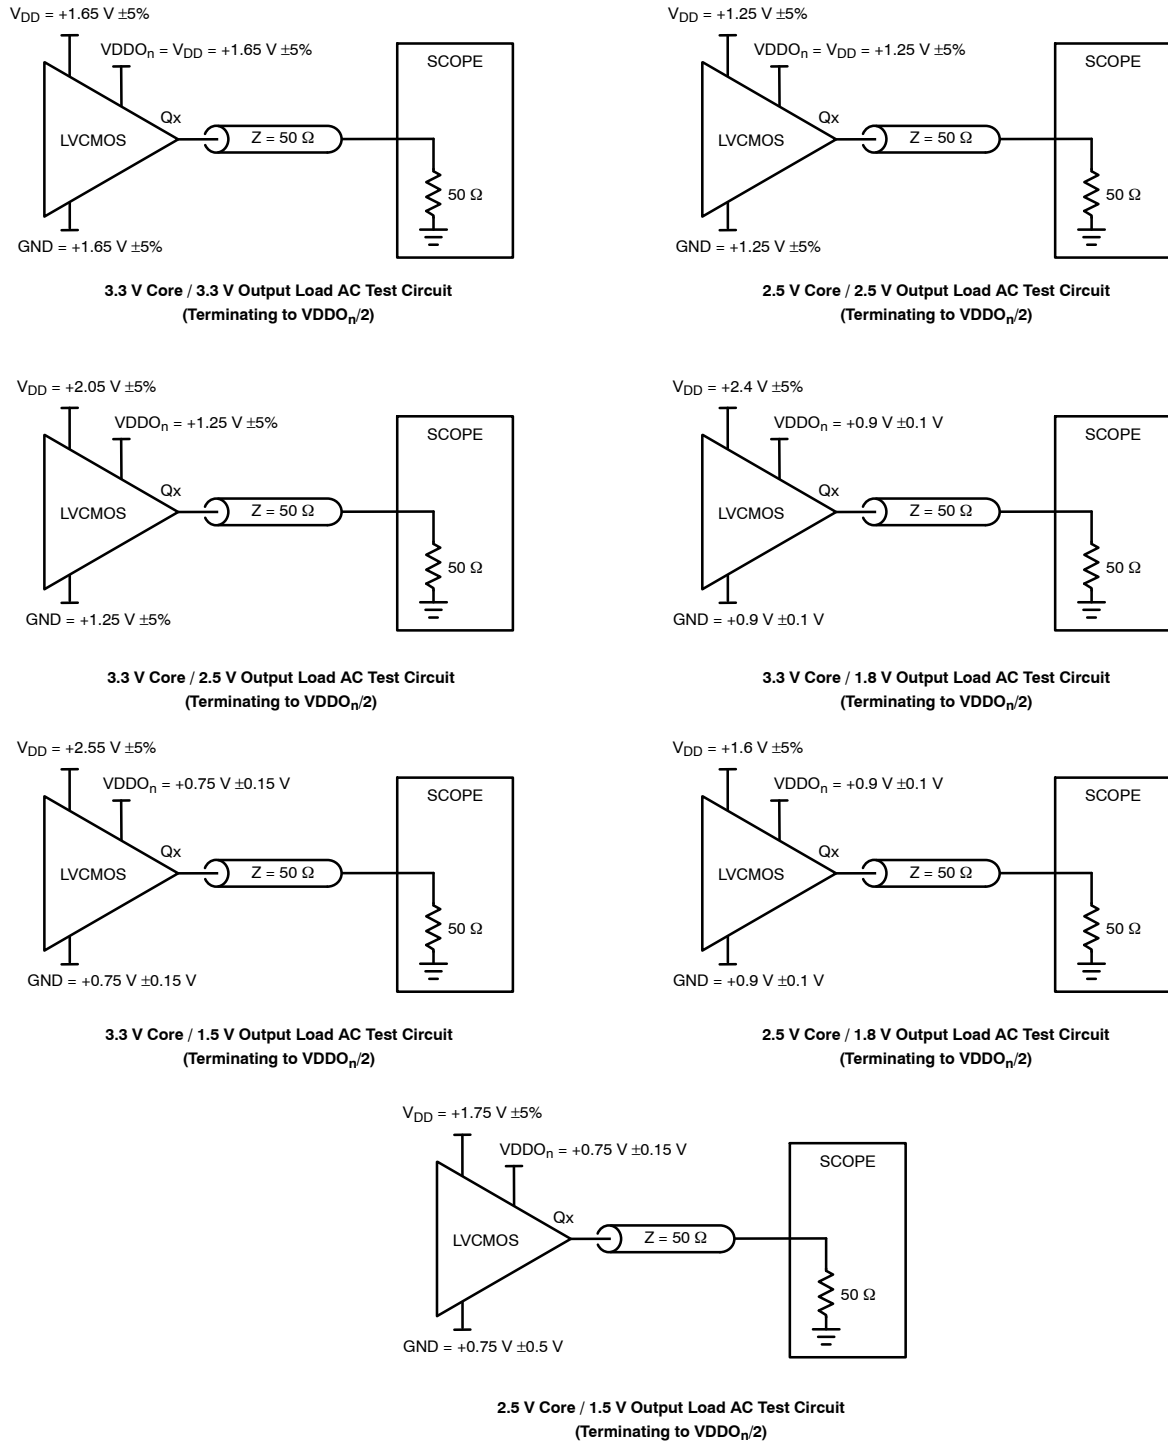 V_DD = +1.65 V ±5%
VDDO_n = V_DD = +1.65 V ±5%
SCOPE
Qx
LVCMOS
Z = 50 Ω
50 Ω
GND = +1.65 V ±5%
3.3 V Core / 3.3 V Output Load AC Test Circuit
(Terminating to VDDO_n/2)
V_DD = +1.25 V ±5%
VDDO_n = V_DD = +1.25 V ±5%
SCOPE
Qx
LVCMOS
Z = 50 Ω
50 Ω
GND = +1.25 V ±5%
2.5 V Core / 2.5 V Output Load AC Test Circuit
(Terminating to VDDO_n/2)
V_DD = +2.05 V ±5%
VDDO_n = +1.25 V ±5%
SCOPE
Qx
LVCMOS
Z = 50 Ω
50 Ω
GND = +1.25 V ±5%
3.3 V Core / 2.5 V Output Load AC Test Circuit
(Terminating to VDDO_n/2)
V_DD = +2.4 V ±5%
VDDO_n = +0.9 V ±0.1 V
SCOPE
Qx
LVCMOS
Z = 50 Ω
50 Ω
GND = +0.9 V ±0.1 V
3.3 V Core / 1.8 V Output Load AC Test Circuit
(Terminating to VDDO_n/2)
V_DD = +2.55 V ±5%
VDDO_n = +0.75 V ±0.15 V
SCOPE
Qx
LVCMOS
Z = 50 Ω
50 Ω
GND = +0.75 V ±0.15 V
3.3 V Core / 1.5 V Output Load AC Test Circuit
(Terminating to VDDO_n/2)
V_DD = +1.6 V ±5%
VDDO_n = +0.9 V ±0.1 V
SCOPE
Qx
LVCMOS
Z = 50 Ω
50 Ω
GND = +0.9 V ±0.1 V
2.5 V Core / 1.8 V Output Load AC Test Circuit
(Terminating to VDDO_n/2)
V_DD = +1.75 V ±5%
VDDO_n = +0.75 V ±0.15 V
SCOPE
Qx
LVCMOS
Z = 50 Ω
50 Ω
GND = +0.75 V ±0.5 V
2.5 V Core / 1.5 V Output Load AC Test Circuit
(Terminating to VDDO_n/2)